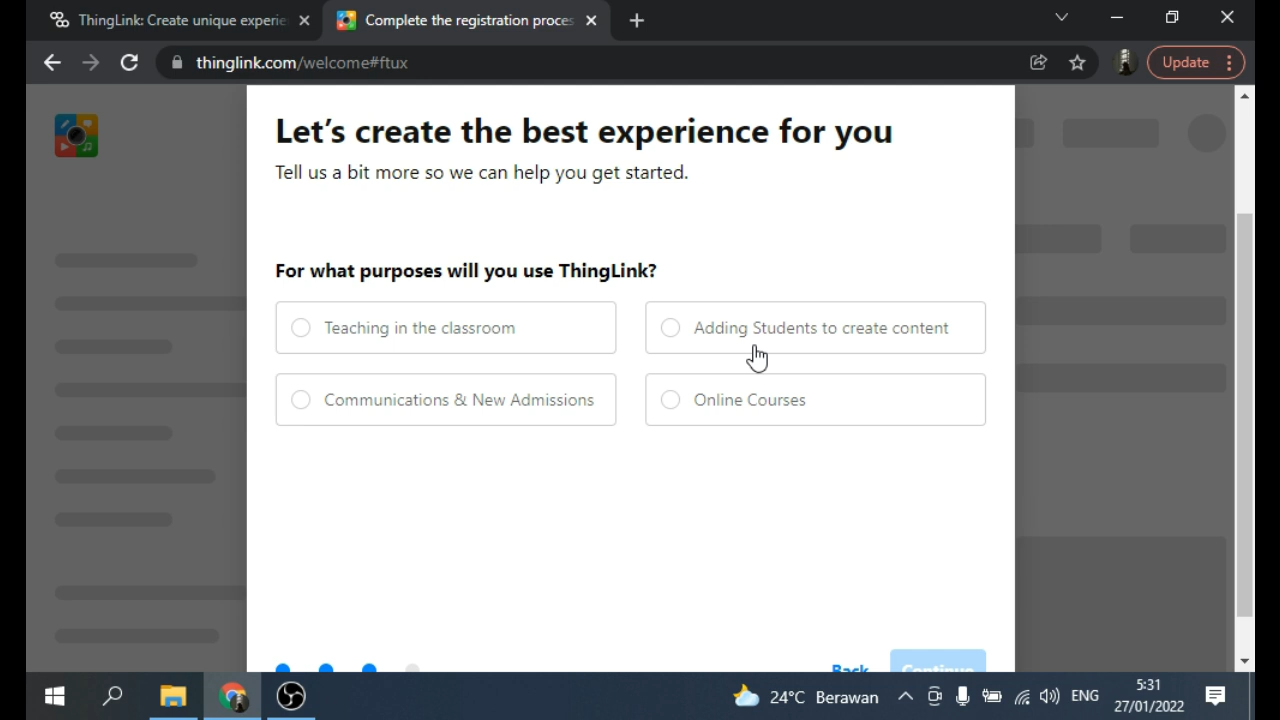 ThingLink: Create unique experie
Complete the registration proces
thinglink.com/welcome#ftux
Update
Let's create the best experience for you
Tell us a bit more so we can help you get started.
For what purposes will you use ThingLink?
Teaching in the classroom
Adding Students to create content
Communications & New Admissions
Online Courses
Back
Continue
24°C Berawan
ENG
5:31
27/01/2022